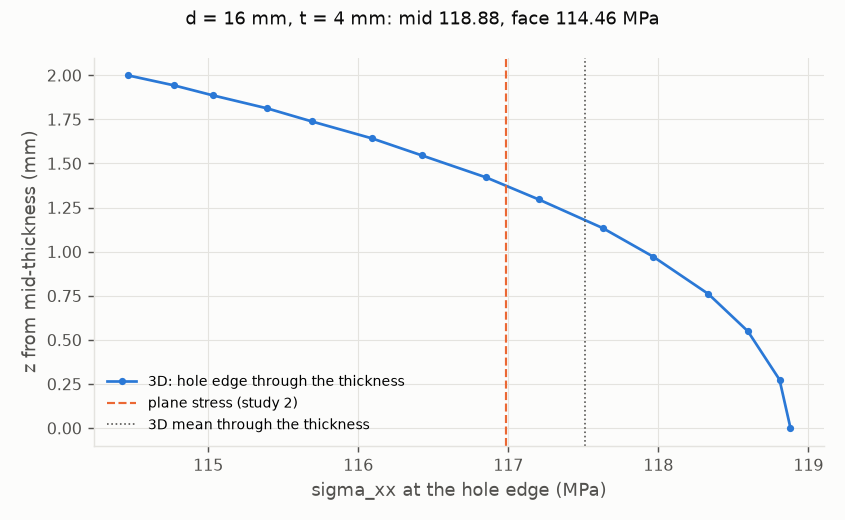 d = 16 mm, t = 4 mm: mid 118.88, face 114.46 MPa
z from mid-thickness (mm)
2.00
1.75
1.50
1.25
1.00
0.75
0.50
0.25
0.00
3D: hole edge through the thickness
plane stress (study 2)
3D mean through the thickness
115 116 117 118 119
sigma_xx at the hole edge (MPa)